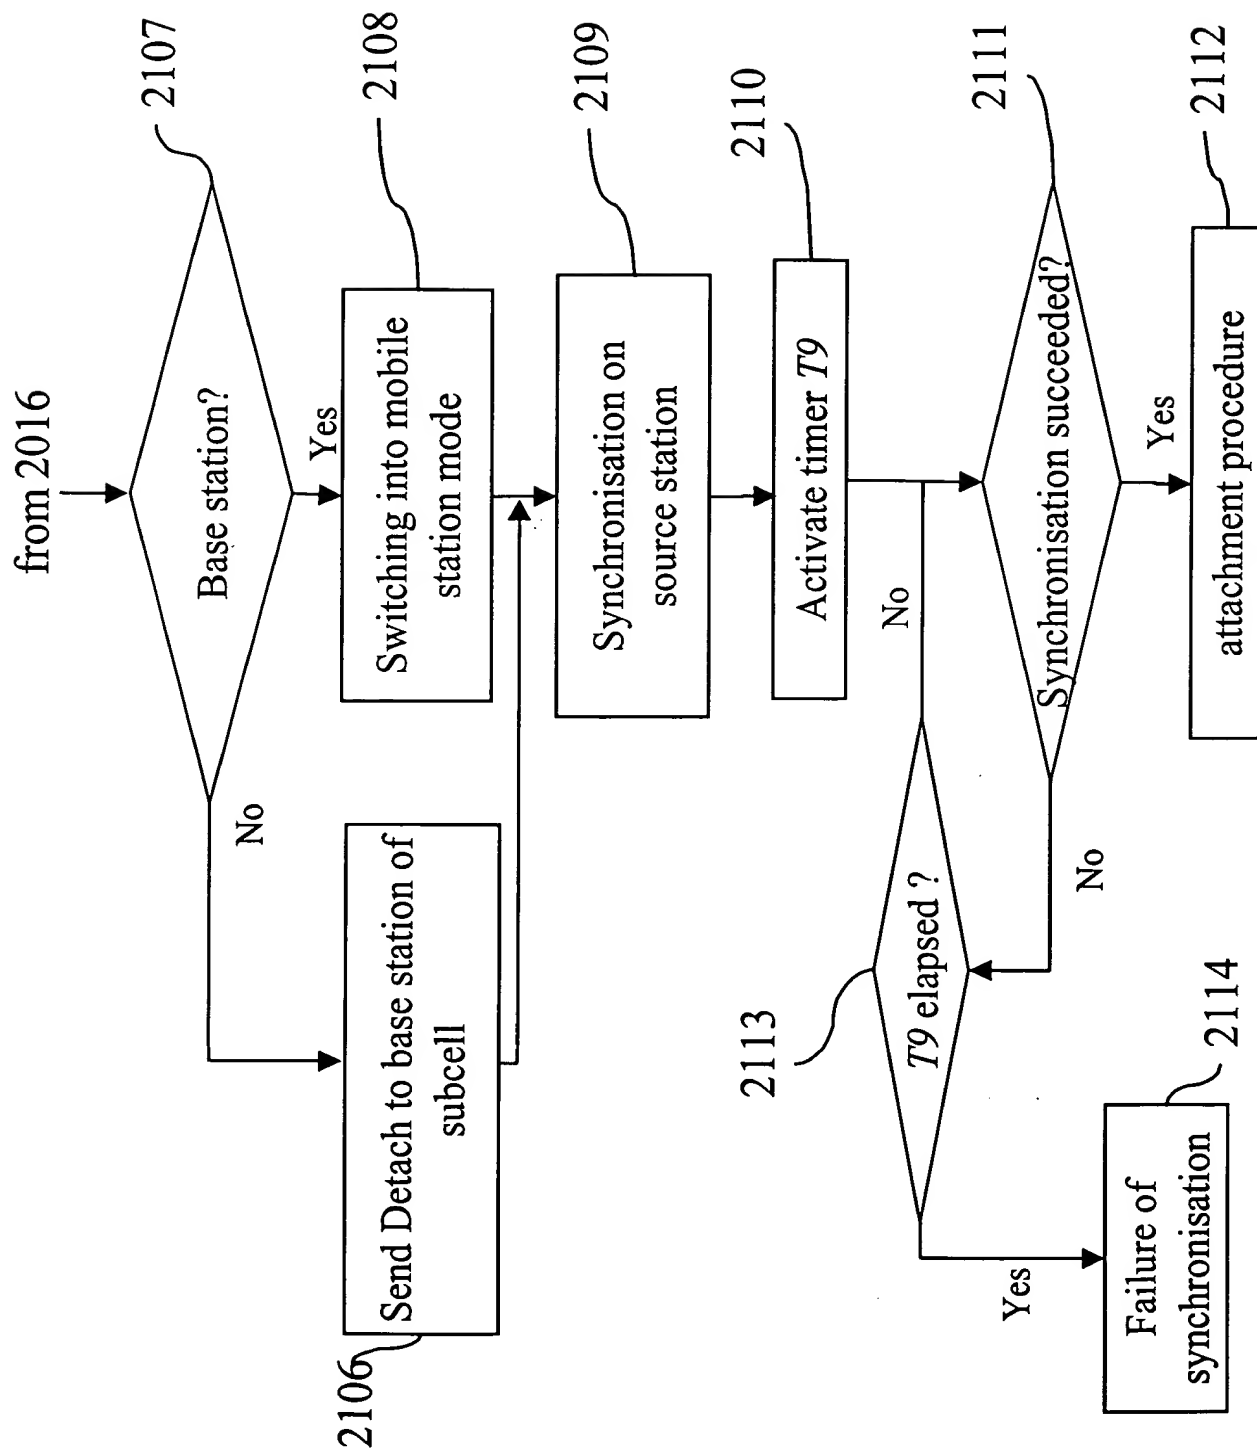 from 2016
2107
Base station?
Yes
No
2108
Switching into mobile
station mode
2106
Send Detach to base station of
subcell
2109
Synchronisation on
source station
2110
Activate timer T9
No
2111
Synchronisation succeeded?
Yes
No
2112
attachment procedure
2113
T9 elapsed ?
Yes
2114
Failure of
synchronisation